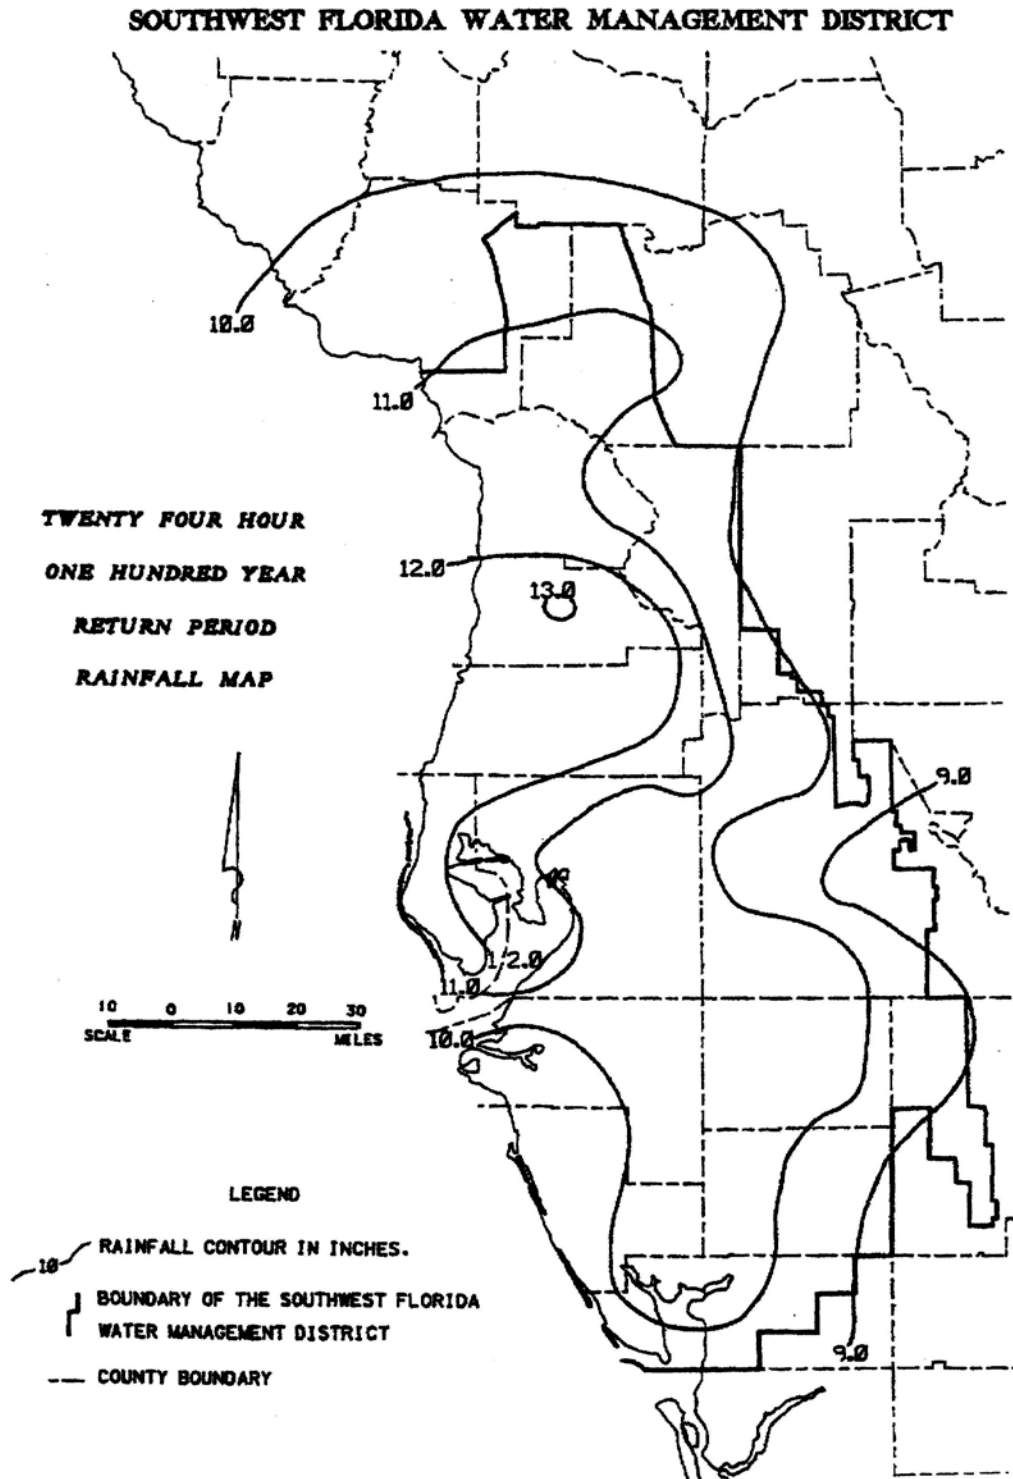 SOUTHWEST FLORIDA WATER MANAGEMENT DISTRICT
10.0
11.0
TWENTY FOUR HOUR
ONE HUNDRED YEAR
RETURN PERIOD
RAINFALL MAP
12.0
13.0
9.0
N
12.0
11.0
10 0 10 20 30
SCALE MILES
10.0
LEGEND
10 RAINFALL CONTOUR IN INCHES.
BOUNDARY OF THE SOUTHWEST FLORIDA
WATER MANAGEMENT DISTRICT
COUNTY BOUNDARY
9.0